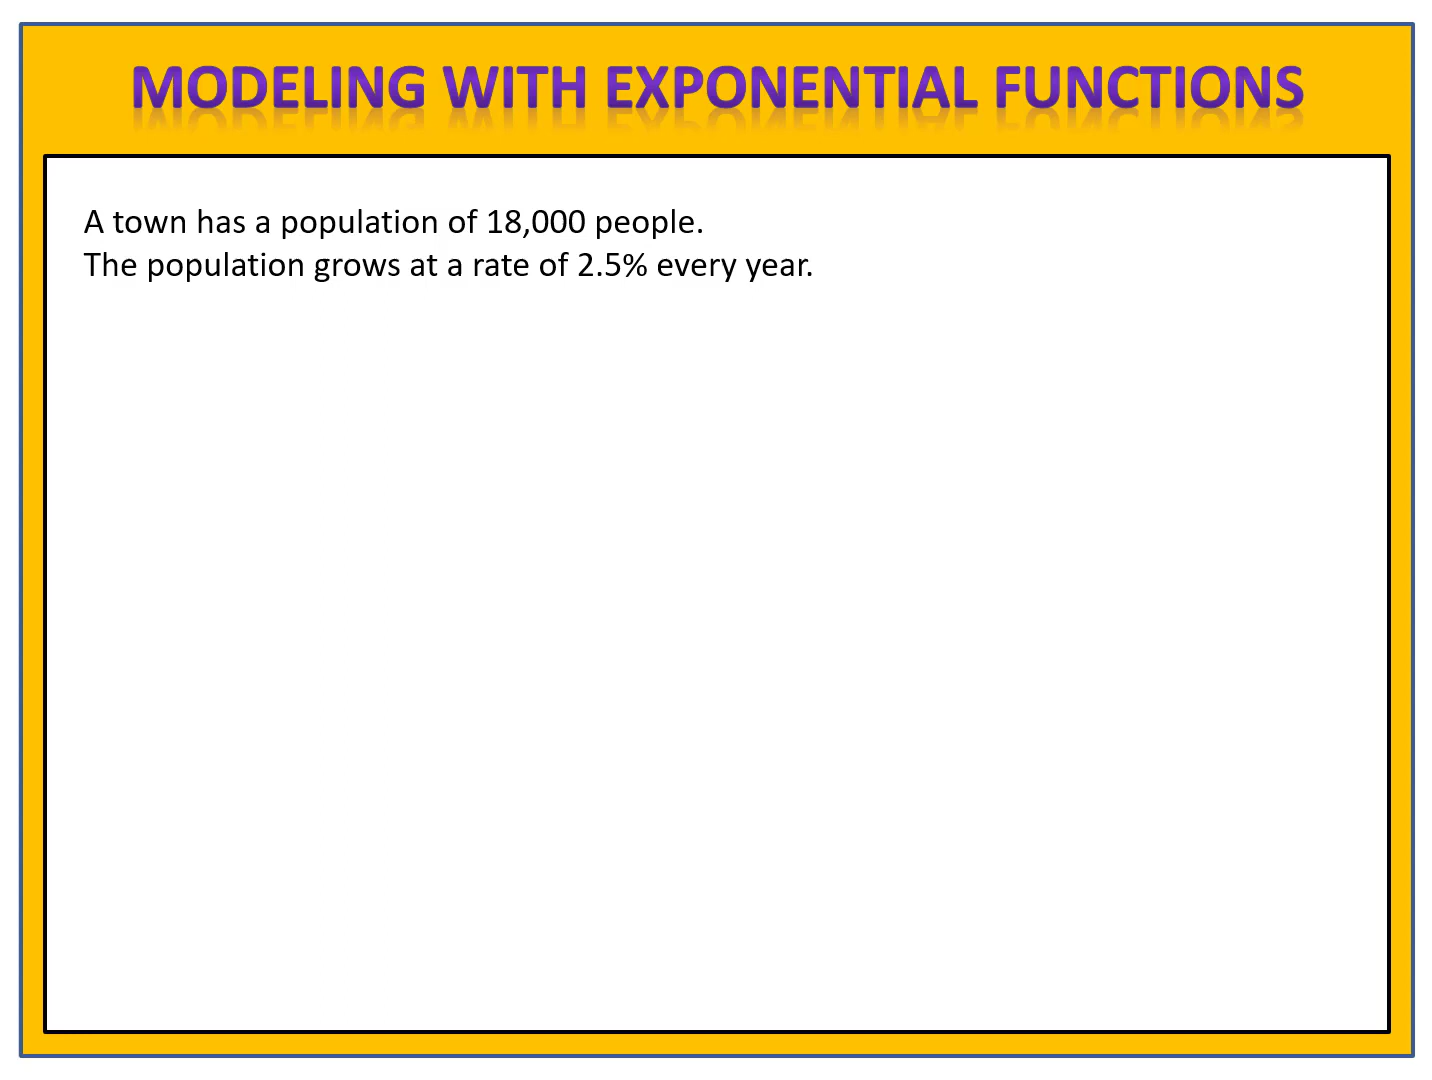 MODELING WITH EXPONENTIAL FUNCTIONS
A town has a population of 18,000 people.
The population grows at a rate of 2.5% every year.